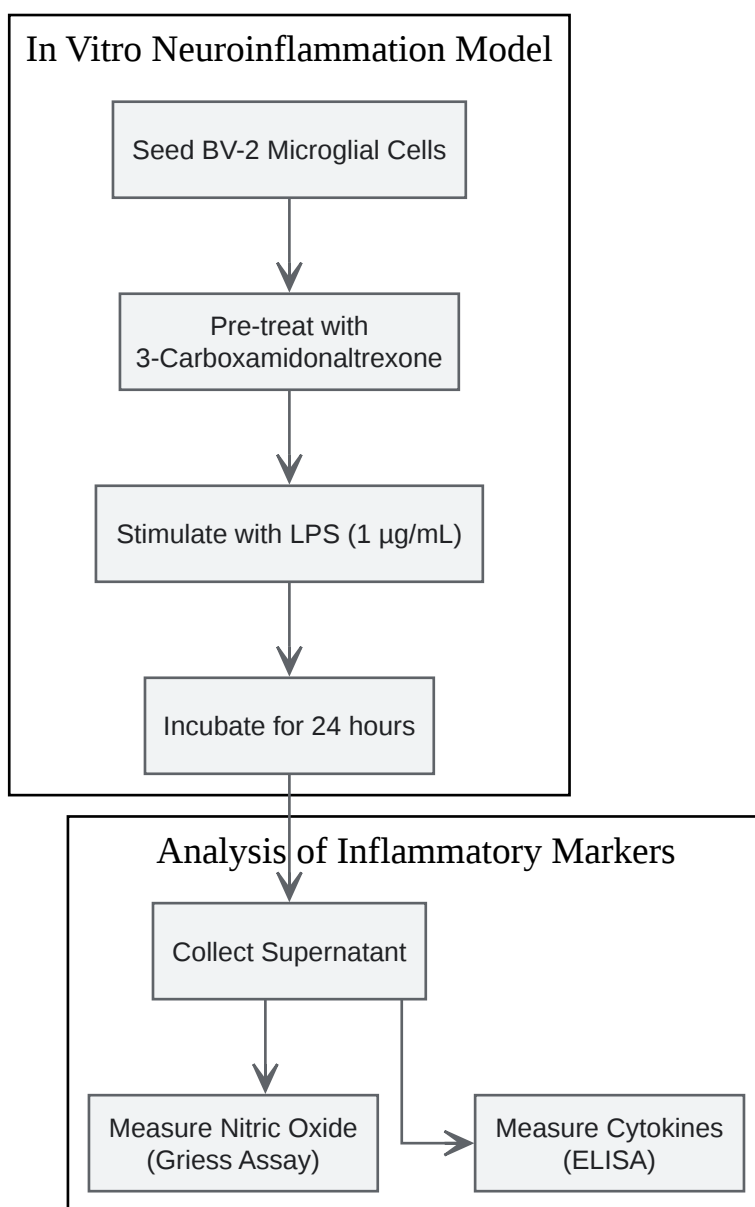 In Vitro Neuroinflammation Model
Seed BV-2 Microglial Cells
Pre-treat with
3-Carboxamidonaltrexone
Stimulate with LPS (1 µg/mL)
Incubate for 24 hours
Analysis of Inflammatory Markers
Collect Supernatant
Measure Nitric Oxide
(Griess Assay)
Measure Cytokines
(ELISA)